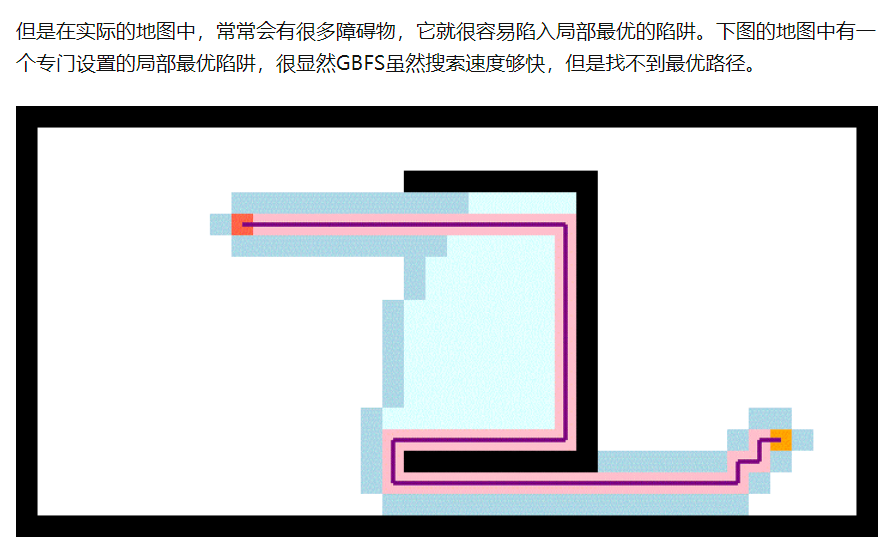 但是在实际的地图中，常常会有很多障碍物，它就很容易陷入局部最优的陷阱。下图的地图中有一
个专门设置的局部最优陷阱，很显然GBFS虽然搜索速度够快，但是找不到最优路径。